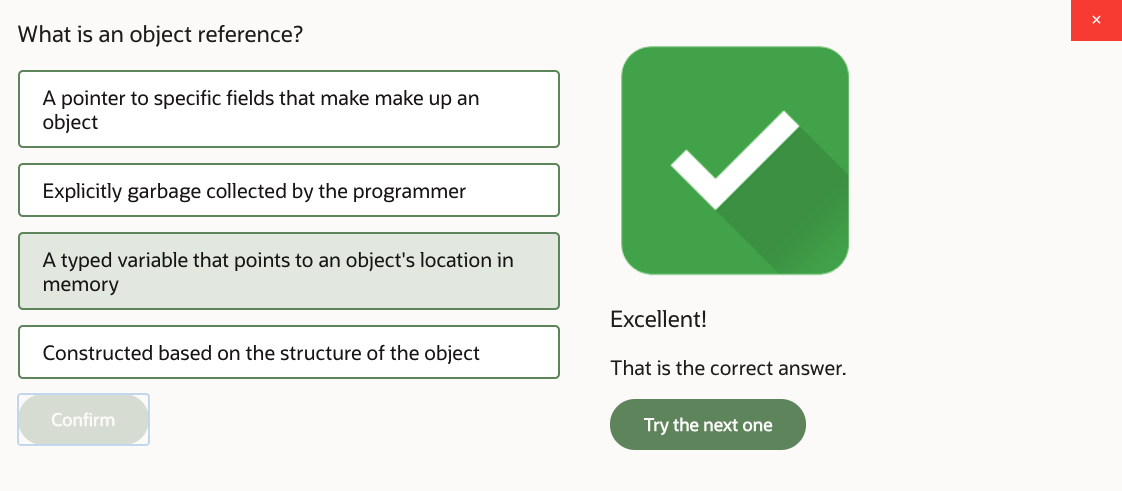 What is an object reference?
A pointer to specific fields that make make up an
object
Explicitly garbage collected by the programmer
A typed variable that points to an object's location in
memory
Constructed based on the structure of the object
Confirm
×
Excellent!
That is the correct answer.
Try the next one